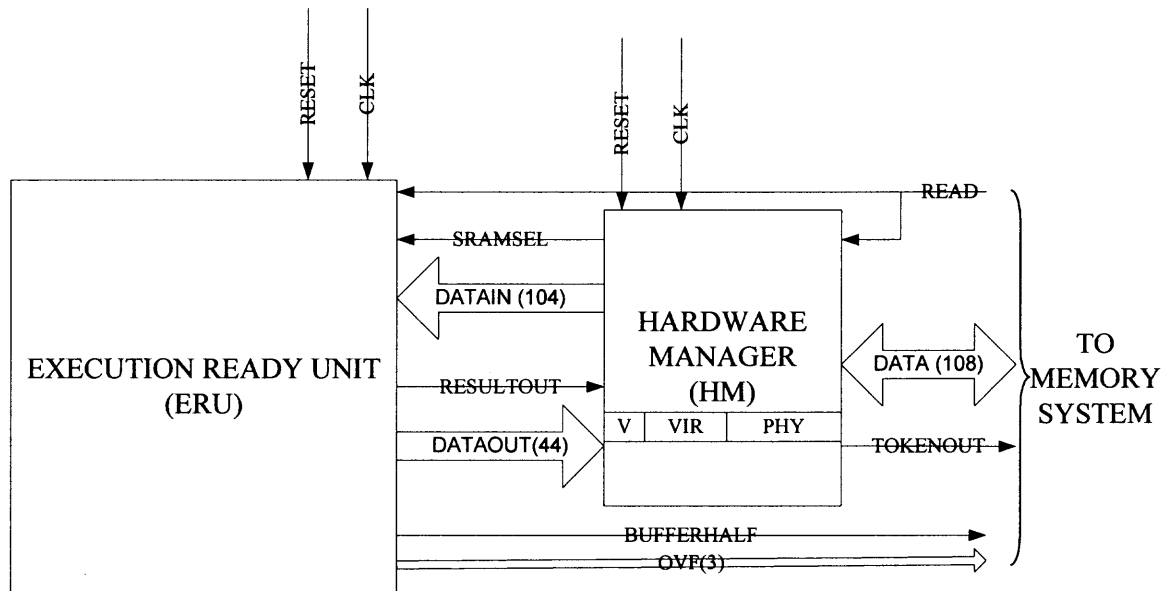 RESET
CLK
RESET
CLK
READ
SRAMSEL
DATAIN (104)
HARDWARE
MANAGER
(HM)
DATA (108)
TO
MEMORY
SYSTEM
EXECUTION READY UNIT
(ERU)
RESULTOUT
V
VIR
PHY
DATAOUT(44)
TOKENOUT
BUFFERHALF
OVF(3)